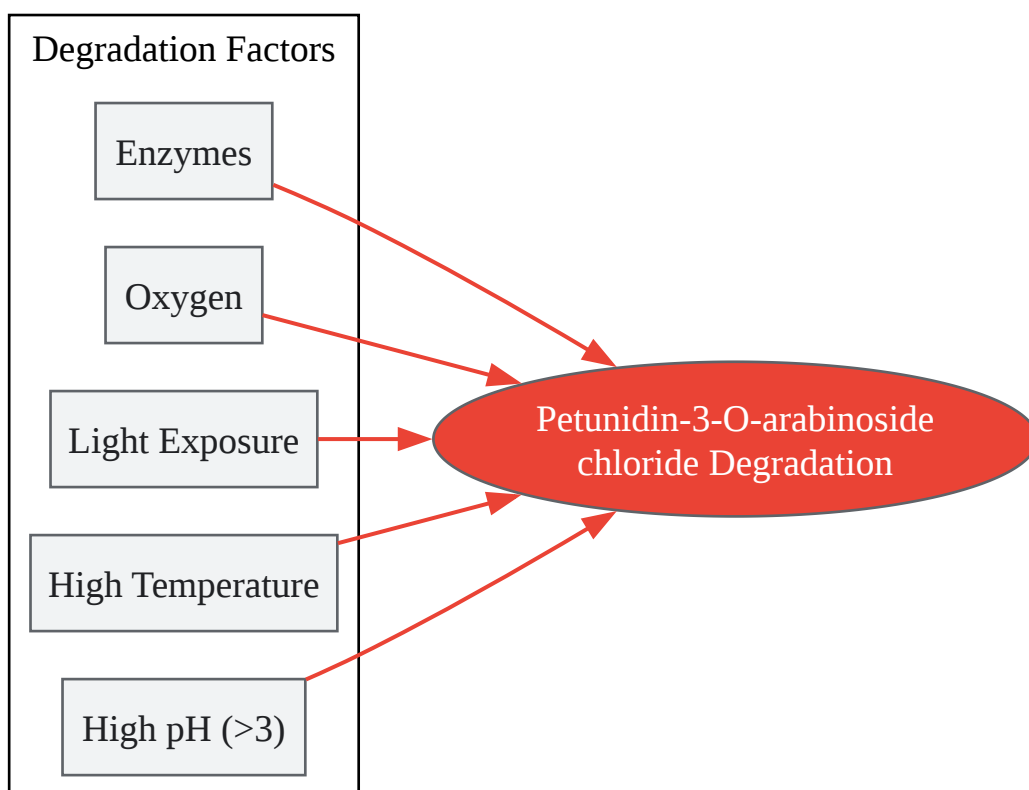 Degradation Factors
Enzymes
Oxygen
Light Exposure
High Temperature
High pH (>3)
Petunidin-3-O-arabinoside
chloride Degradation